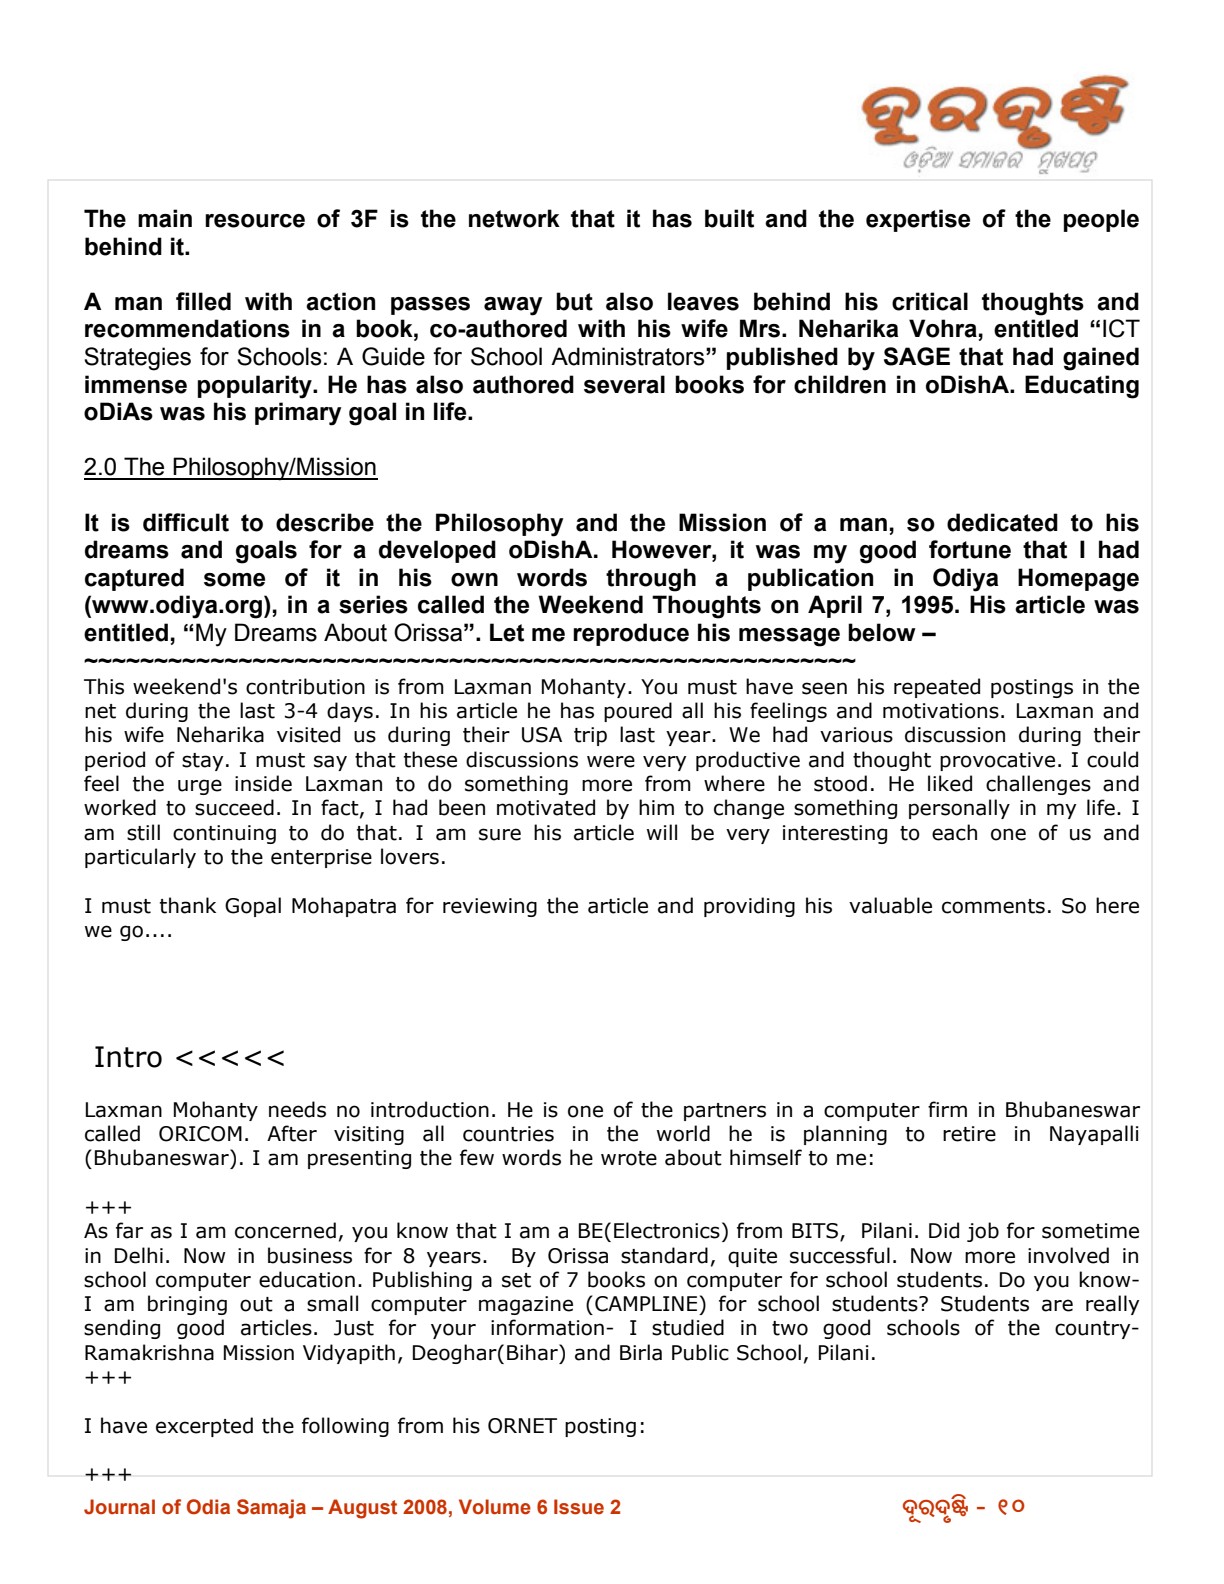 ଦୂରଦୃଷ୍ଟି
ଓଡ଼ିଆ ସମାଜର ମୁଖପତ୍ର
The main resource of 3F is the network that it has built and the expertise of the people
behind it.
A man filled with action passes away but also leaves behind his critical thoughts and
recommendations in a book, co-authored with his wife Mrs. Neharika Vohra, entitled “ICT
Strategies for Schools: A Guide for School Administrators” published by SAGE that had gained
immense popularity. He has also authored several books for children in oDishA. Educating
oDiAs was his primary goal in life.
2.0 The Philosophy/Mission
It is difficult to describe the Philosophy and the Mission of a man, so dedicated to his
dreams and goals for a developed oDishA. However, it was my good fortune that I had
captured some of it in his own words through a publication in Odiya Homepage
(www.odiya.org), in a series called the Weekend Thoughts on April 7, 1995. His article was
entitled, “My Dreams About Orissa”. Let me reproduce his message below –
~~~~~~~~~~~~~~~~~~~~~~~~~~~~~~~~~~~~~~~~~~~~~~~~~~~~~~~
This weekend's contribution is from Laxman Mohanty. You must have seen his repeated postings in the
net during the last 3-4 days. In his article he has poured all his feelings and motivations. Laxman and
his wife Neharika visited us during their USA trip last year. We had various discussion during their
period of stay. I must say that these discussions were very productive and thought provocative. I could
feel the urge inside Laxman to do something more from where he stood. He liked challenges and
worked to succeed. In fact, I had been motivated by him to change something personally in my life. I
am still continuing to do that. I am sure his article will be very interesting to each one of us and
particularly to the enterprise lovers.
I must thank Gopal Mohapatra for reviewing the article and providing his valuable comments. So here
we go....
Intro <<<<<
Laxman Mohanty needs no introduction. He is one of the partners in a computer firm in Bhubaneswar
called ORICOM. After visiting all countries in the world he is planning to retire in Nayapalli
(Bhubaneswar). I am presenting the few words he wrote about himself to me:
+++
As far as I am concerned, you know that I am a BE(Electronics) from BITS, Pilani. Did job for sometime
in Delhi. Now in business for 8 years. By Orissa standard, quite successful. Now more involved in
school computer education. Publishing a set of 7 books on computer for school students. Do you know-
I am bringing out a small computer magazine (CAMPLINE) for school students? Students are really
sending good articles. Just for your information- I studied in two good schools of the country-
Ramakrishna Mission Vidyapith, Deoghar(Bihar) and Birla Public School, Pilani.
+++
I have excerpted the following from his ORNET posting:
+++
Journal of Odia Samaja – August 2008, Volume 6 Issue 2 ଦୂରଦୃଷ୍ଟି - ୧୦